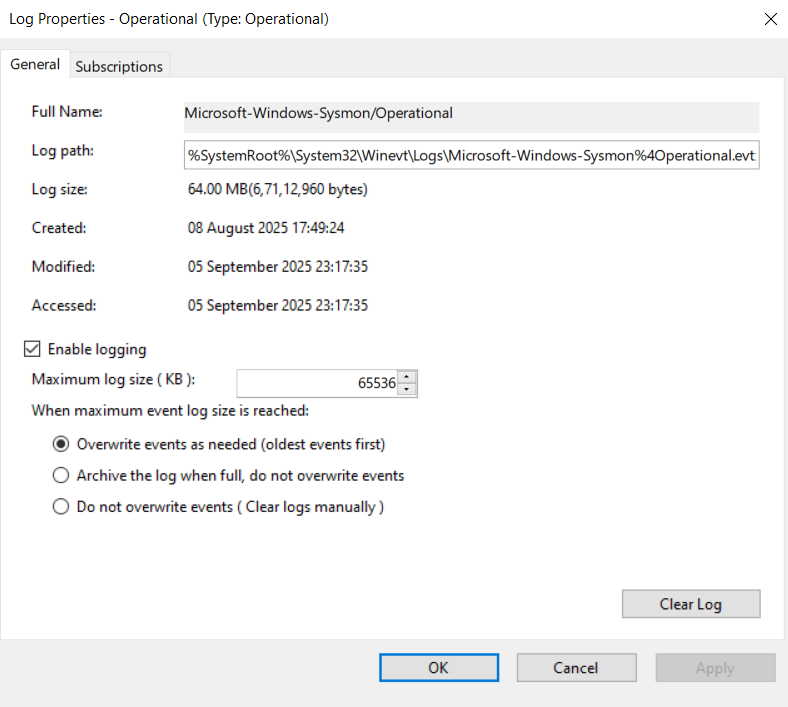 Log Properties - Operational (Type: Operational)
General
Subscriptions
Full Name: Microsoft-Windows-Sysmon/Operational
Log path: %SystemRoot%\System32\Winevt\Logs\Microsoft-Windows-Sysmon%4Operational.evt
Log size: 64.00 MB(6,71,12,960 bytes)
Created: 08 August 2025 17:49:24
Modified: 05 September 2025 23:17:35
Accessed: 05 September 2025 23:17:35
Enable logging
Maximum log size ( KB ): 65536
When maximum event log size is reached:
Overwrite events as needed (oldest events first)
Archive the log when full, do not overwrite events
Do not overwrite events ( Clear logs manually )
Clear Log
OK Cancel Apply